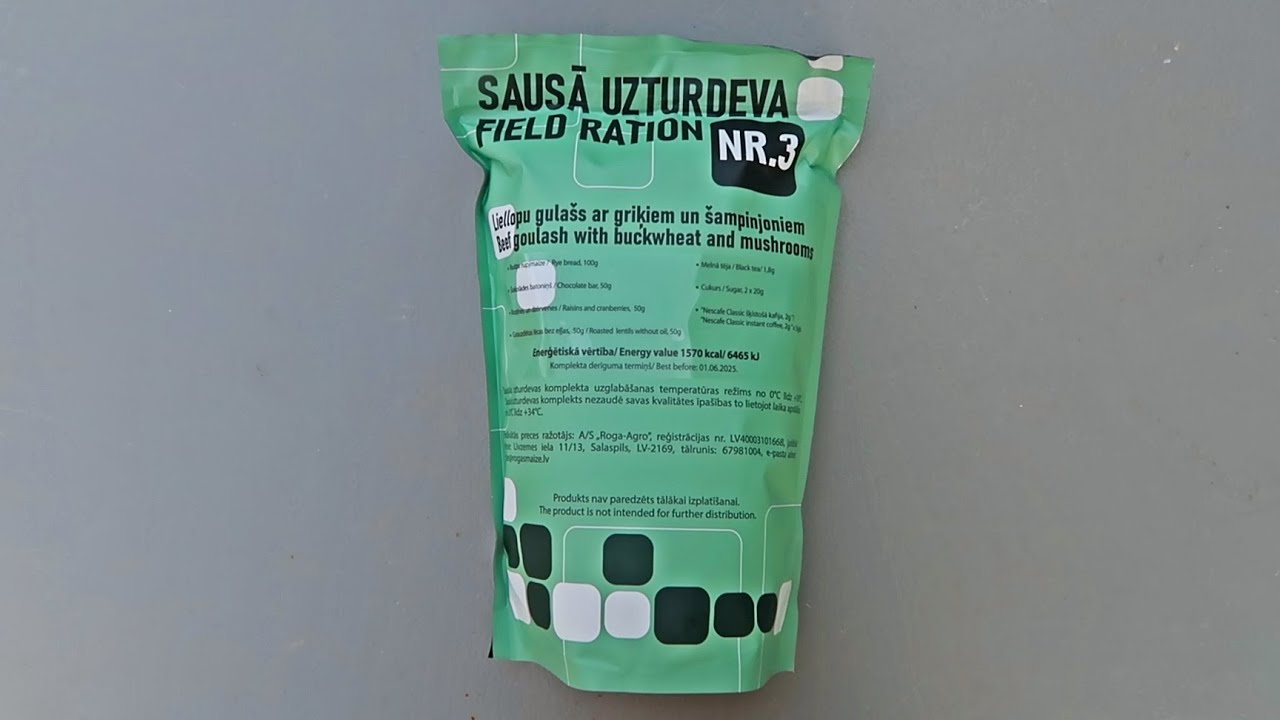 SAUSĀ UZTURDEVA
FIELD RATION NR.3
Liellopu gulašs ar griķiem un šampinjoniem
Beef goulash with buckwheat and mushrooms
Rye bread, 100g
• Melnā tēja / Black tea/ 1,8g
/ Chocolate bar, 50g
• Cukurs / Sugar, 2 x 20g
/ Raisins and cranberries, 50g
• "Nescafe Classic šķīstošā kafija, 2g
"Nescafe Classic instant coffee, 2g
bez eļļas, 50g / Roasted lentils without oil, 50g
Enerģētiskā vērtība/ Energy value 1570 kcal/ 6465 kJ
Komplekta derīguma termiņš/ Best before: 01.06.2025.
uzturdevas komplekta uzglabāšanas temperatūras režīms no 0°C līdz
uzturdevas komplekts nezaudē savas kvalitātes īpašības to lietojot laika
līdz +34°C.
preces ražotājs: A/S „Roga-Agro", reģistrācijas nr. LV40003101668,
iela 11/13, Salaspils, LV-2169, tālrunis: 67981004, e-pasta
Produkts nav paredzēts tālākai izplatīšanai.
The product is not intended for further distribution.